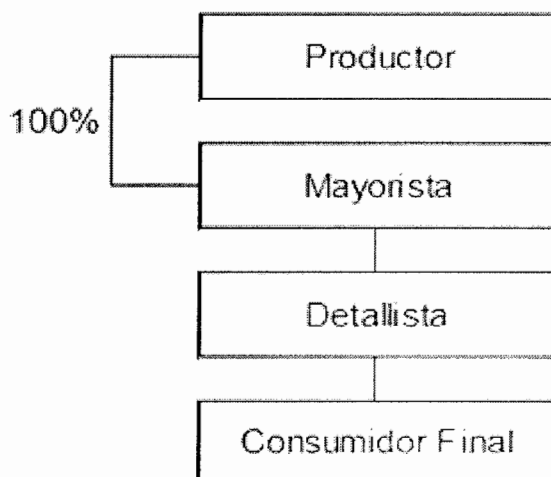 Productor
100%
Mayorista
Detallista
Consumidor Final